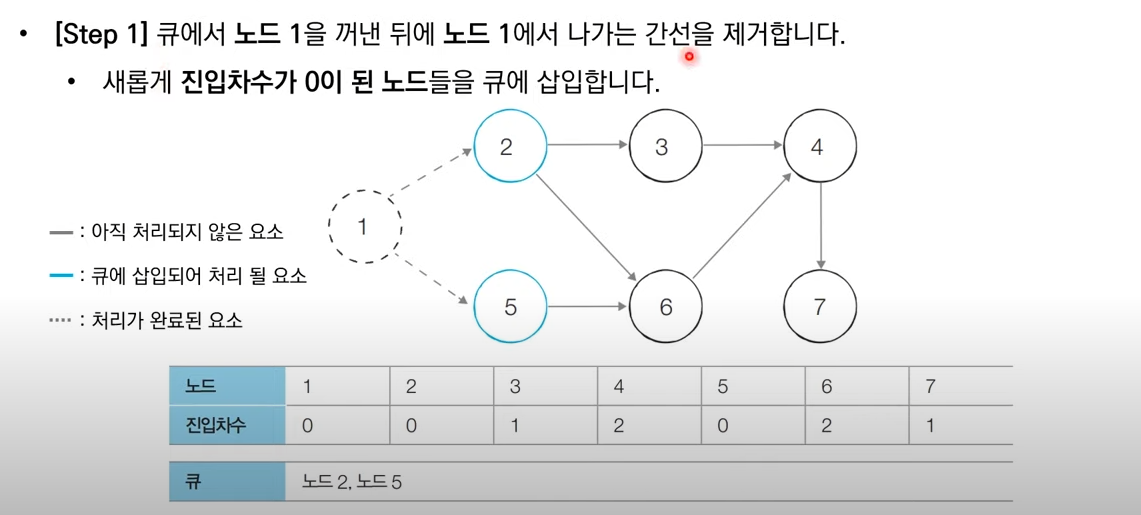 • [Step 1] 큐에서 노드 1을 꺼낸 뒤에 노드 1에서 나가는 간선을 제거합니다.
• 새롭게 진입차수가 0이 된 노드들을 큐에 삽입합니다.
2 3 4
1
: 아직 처리되지 않은 요소
: 큐에 삽입되어 처리 될 요소
5 6 7
: 처리가 완료된 요소
노드 1 2 3 4 5 6 7
진입차수 0 0 1 2 0 2 1
큐 노드 2, 노드 5